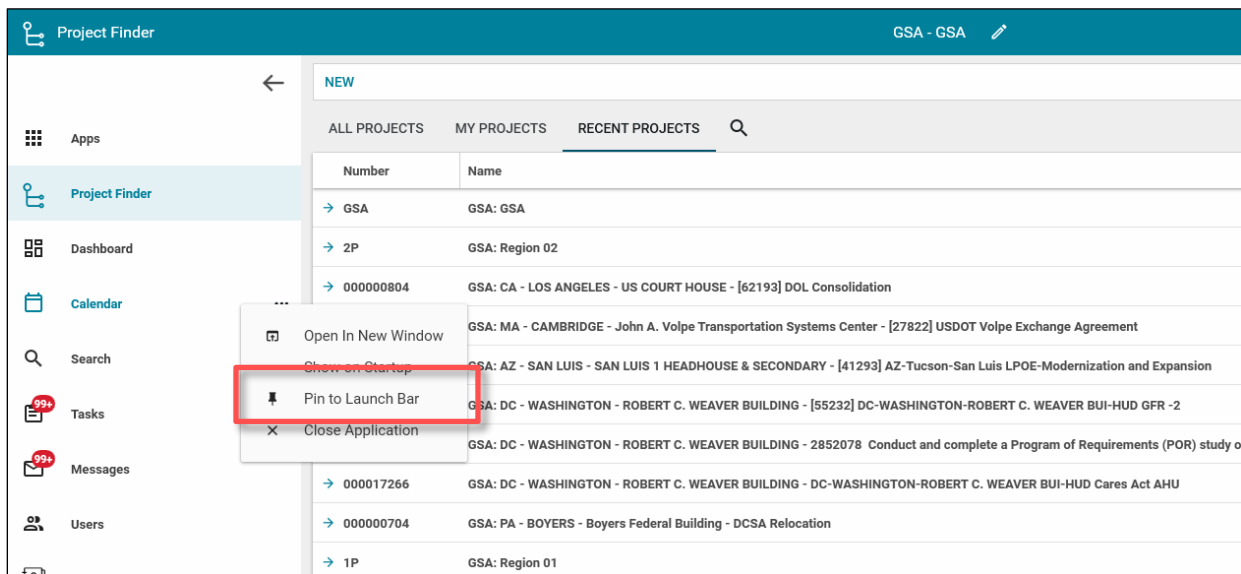 Project Finder
GSA - GSA
NEW
Apps
ALL PROJECTS MY PROJECTS RECENT PROJECTS
Number Name
Project Finder
GSA GSA: GSA
Dashboard
2P GSA: Region 02
000000804 GSA: CA - LOS ANGELES - US COURT HOUSE - [62193] DOL Consolidation
Calendar
Open In New Window
GSA: MA - CAMBRIDGE - John A. Volpe Transportation Systems Center - [27822] USDOT Volpe Exchange Agreement
Search
Show on Startup
GSA: AZ - SAN LUIS - SAN LUIS 1 HEADHOUSE & SECONDARY - [41293] AZ-Tucson-San Luis LPOE-Modernization and Expansion
Pin to Launch Bar
GSA: DC - WASHINGTON - ROBERT C. WEAVER BUILDING - [55232] DC-WASHINGTON-ROBERT C. WEAVER BUI-HUD GFR -2
99+
Tasks
Close Application
GSA: DC - WASHINGTON - ROBERT C. WEAVER BUILDING - 2852078 Conduct and complete a Program of Requirements (POR) study o
99+
Messages
000017266 GSA: DC - WASHINGTON - ROBERT C. WEAVER BUILDING - DC-WASHINGTON-ROBERT C. WEAVER BUI-HUD Cares Act AHU
Users
000000704 GSA: PA - BOYERS - Boyers Federal Building - DCSA Relocation
1P GSA: Region 01